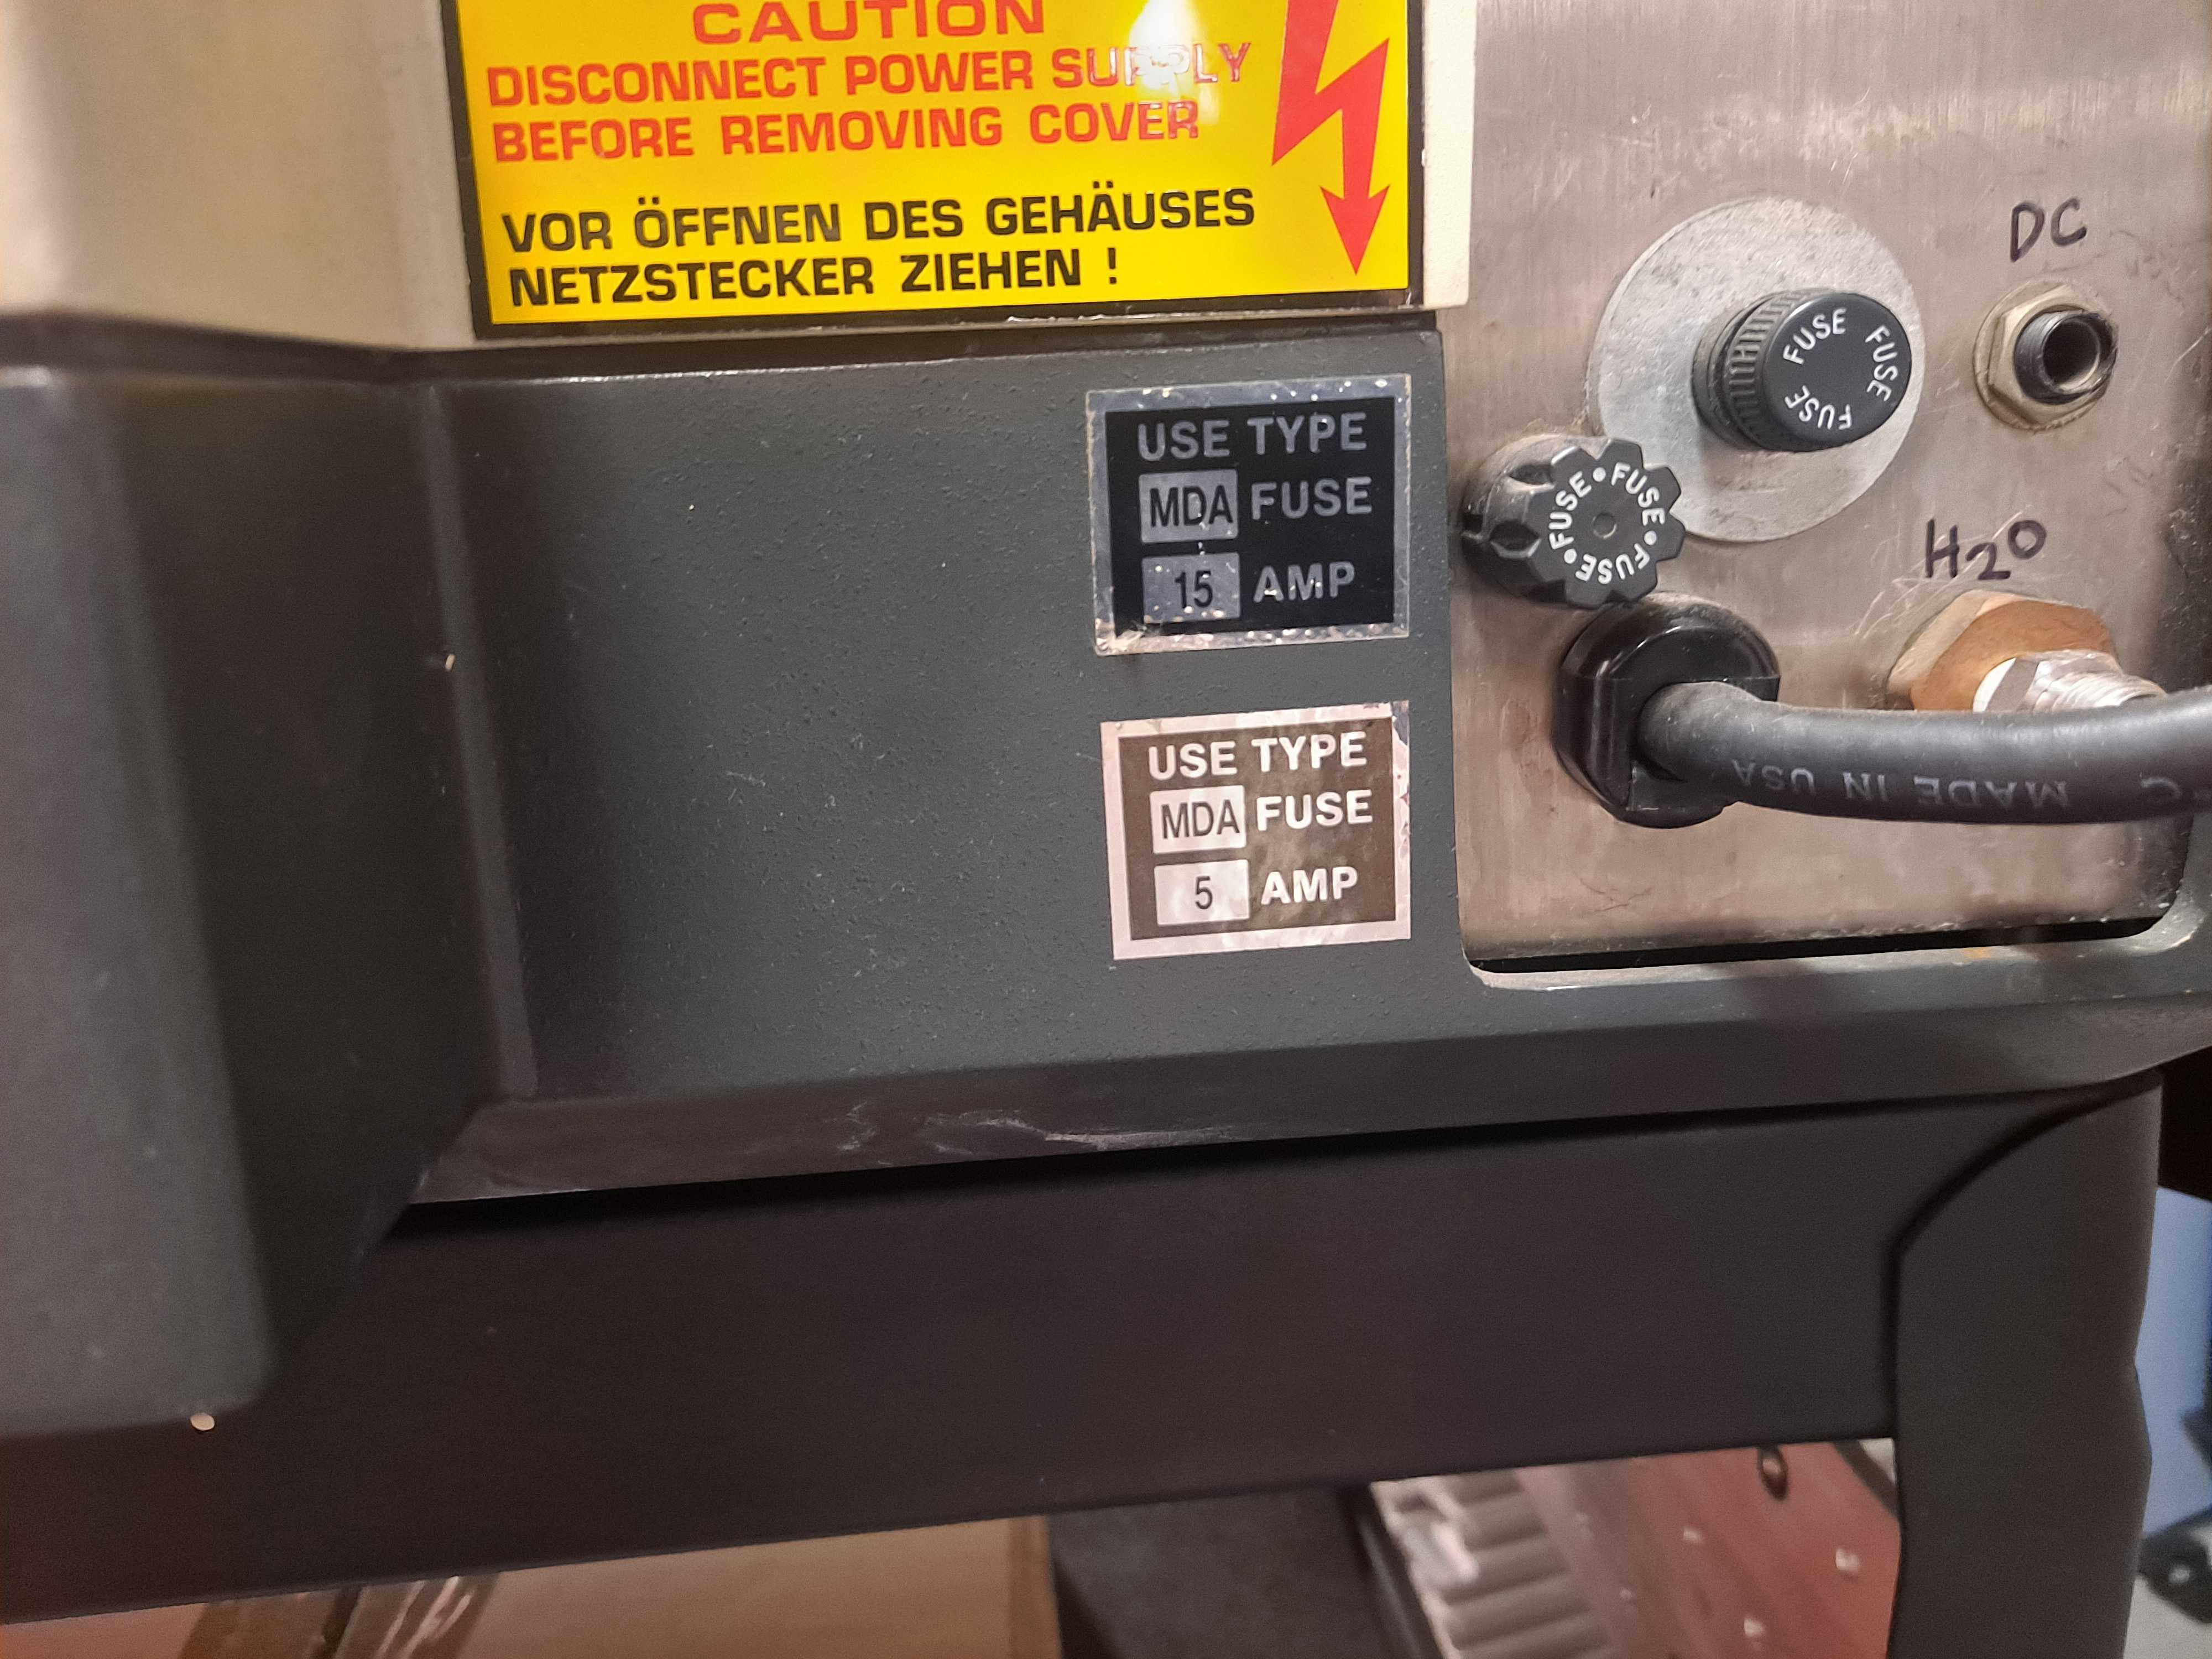 CAUTION
DISCONNECT POWER SUPPLY
BEFORE REMOVING COVER
VOR ÖFFNEN DES GEHÄUSES
NETZSTECKER ZIEHEN !
USE TYPE
MDA FUSE
15 AMP
USE TYPE
MDA FUSE
5 AMP
FUSE FUSE FUSE
DC
FUSE • FUSE • FUSE • FUSE •
H2O
C MADE IN USA